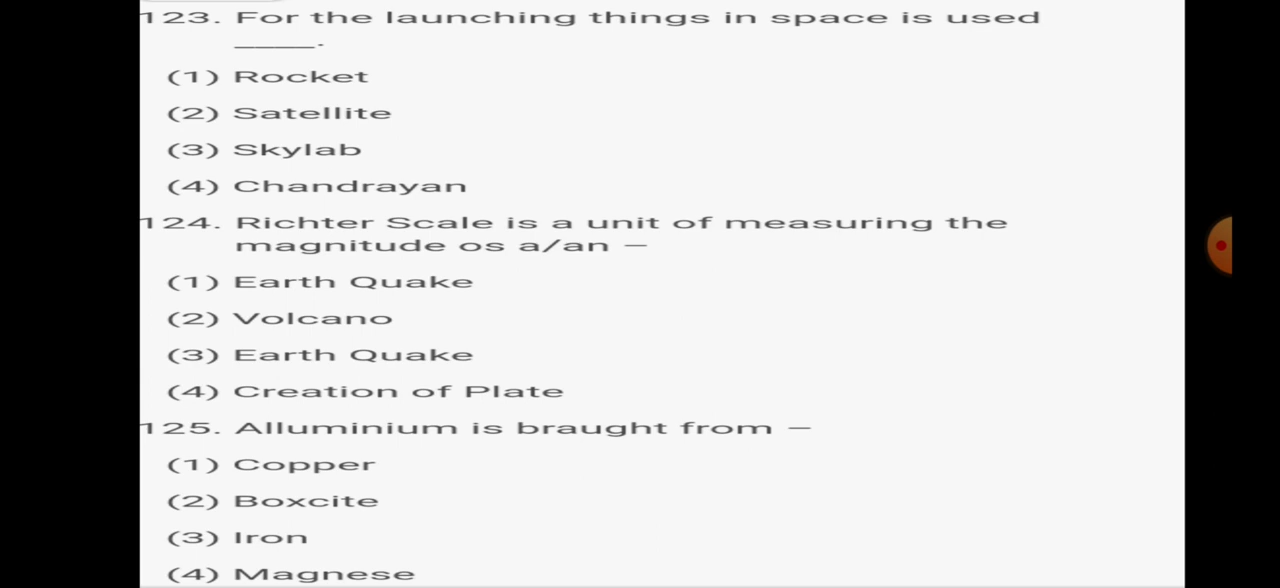 123. For the launching things in space is used
____.
(1) Rocket
(2) Satellite
(3) Skylab
(4) Chandrayan
124. Richter Scale is a unit of measuring the
magnitude os a/an –
(1) Earth Quake
(2) Volcano
(3) Earth Quake
(4) Creation of Plate
125. Alluminium is braught from –
(1) Copper
(2) Boxcite
(3) Iron
(4) Magnese